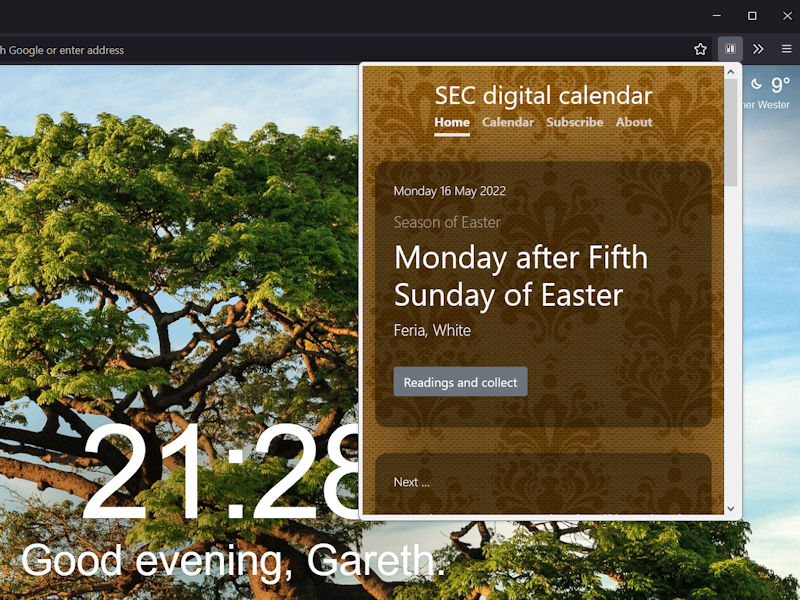 h Google or enter address
9°
er Wester
SEC digital calendar
Home Calendar Subscribe About
Monday 16 May 2022
Season of Easter
Monday after Fifth
Sunday of Easter
Feria, White
Readings and collect
Next ...
21:28
Good evening, Gareth.